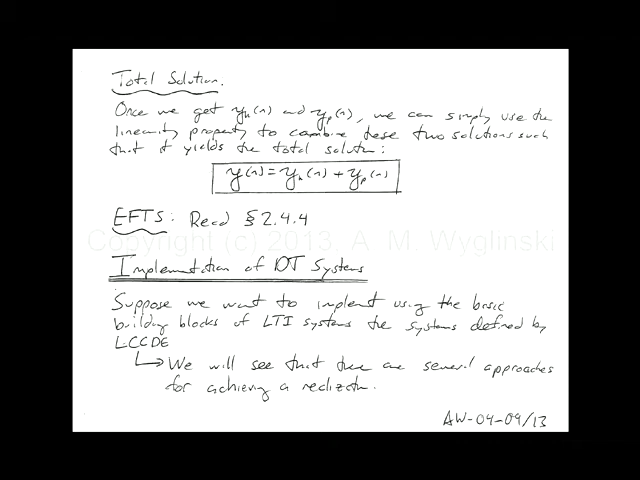 Total Solution:
Once we get yh(n) and yp(n), we can simply use the
linearity property to combine these two solutions such
that it yields the total solution:
y(n) = yh(n) + yp(n)
EFTS: Read § 2.4.4
Copyright (c) 2013. A. M. Wyglinski
Implementation of DT Systems
Suppose we want to implement using the basic
building blocks of LTI systems the systems defined by
LCCDE
↳ We will see that there are several approaches
for achieving a realization.
AW-04-09/13